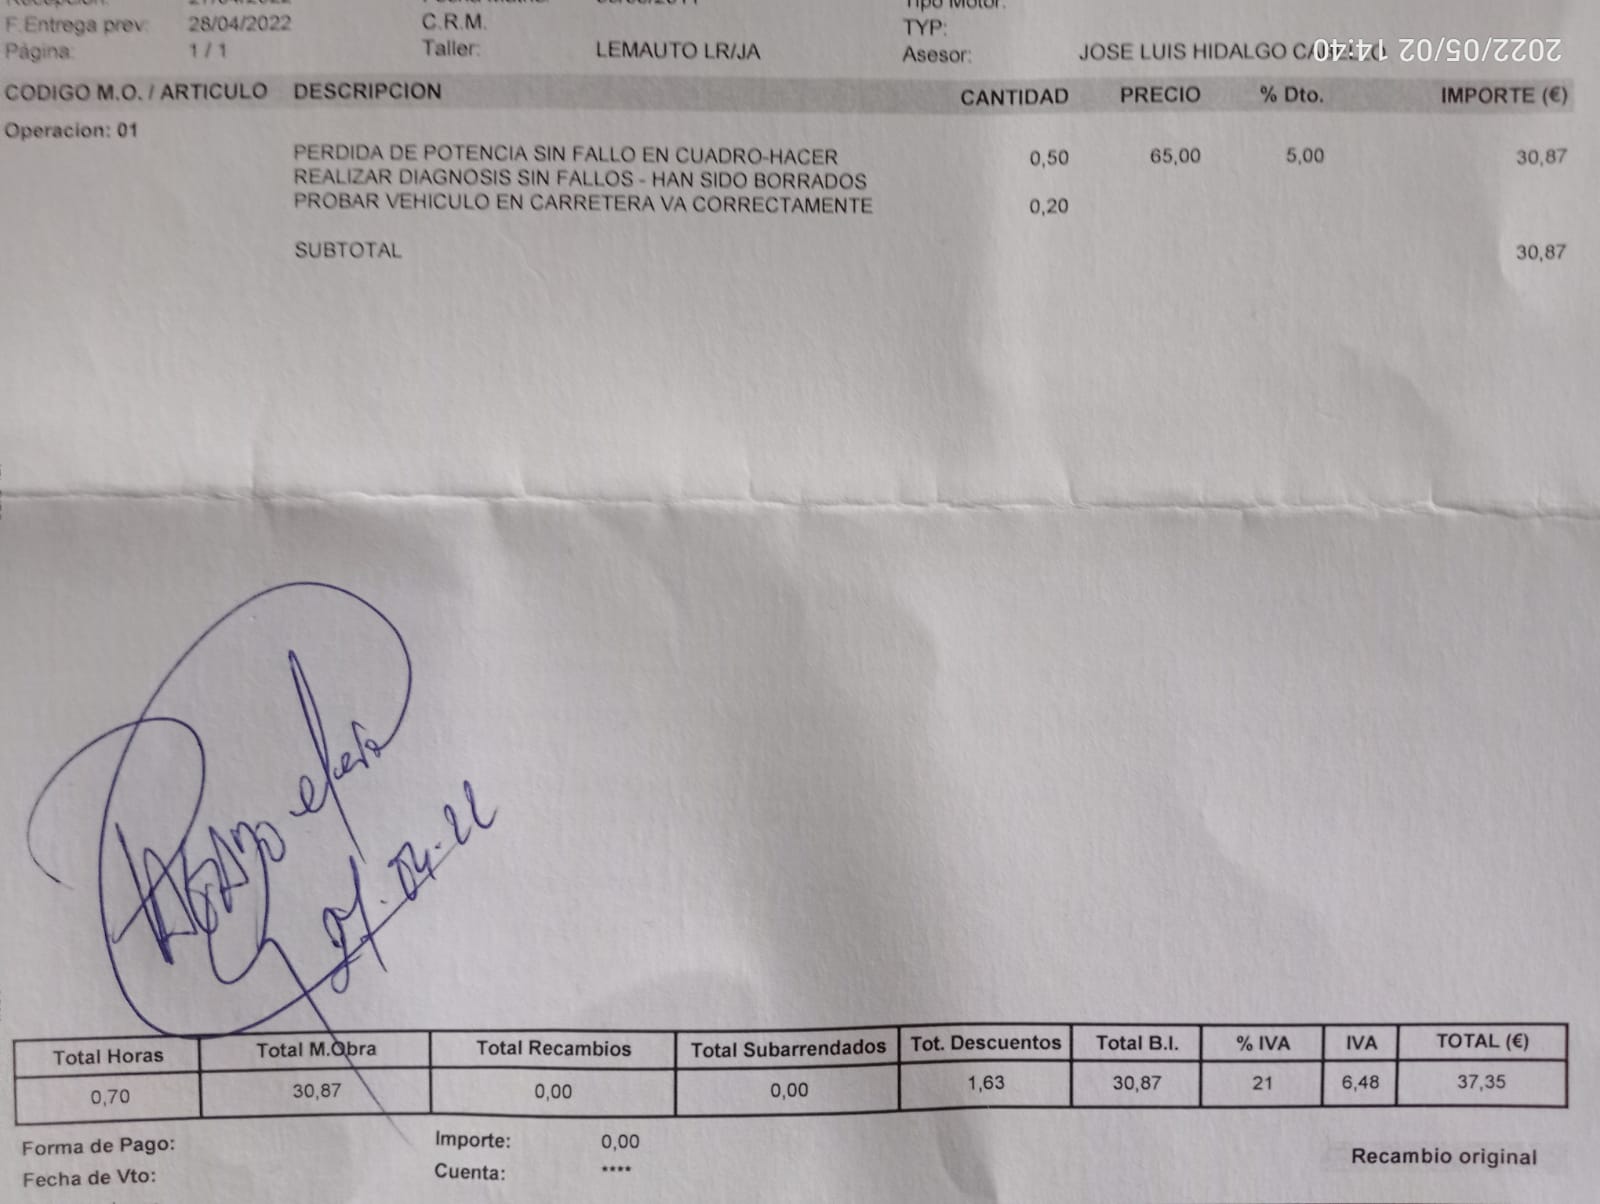 F.Entrega prev: 28/04/2022 C.R.M. TYP:
Página: 1 / 1 Taller: LEMAUTO LR/JA Asesor: JOSE LUIS HIDALGO
2022/05/02 14:40
CODIGO M.O. / ARTICULO DESCRIPCION CANTIDAD PRECIO % Dto. IMPORTE (€)
Operacion: 01
PERDIDA DE POTENCIA SIN FALLO EN CUADRO-HACER 0,50 65,00 5,00 30,87
REALIZAR DIAGNOSIS SIN FALLOS - HAN SIDO BORRADOS
PROBAR VEHICULO EN CARRETERA VA CORRECTAMENTE 0,20
SUBTOTAL 30,87
27-04-22
Total Horas Total M.Obra Total Recambios Total Subarrendados Tot. Descuentos Total B.I. % IVA IVA TOTAL (€)
0,70 30,87 0,00 0,00 1,63 30,87 21 6,48 37,35
Forma de Pago: Importe: 0,00
Fecha de Vto: Cuenta: ****
Recambio original